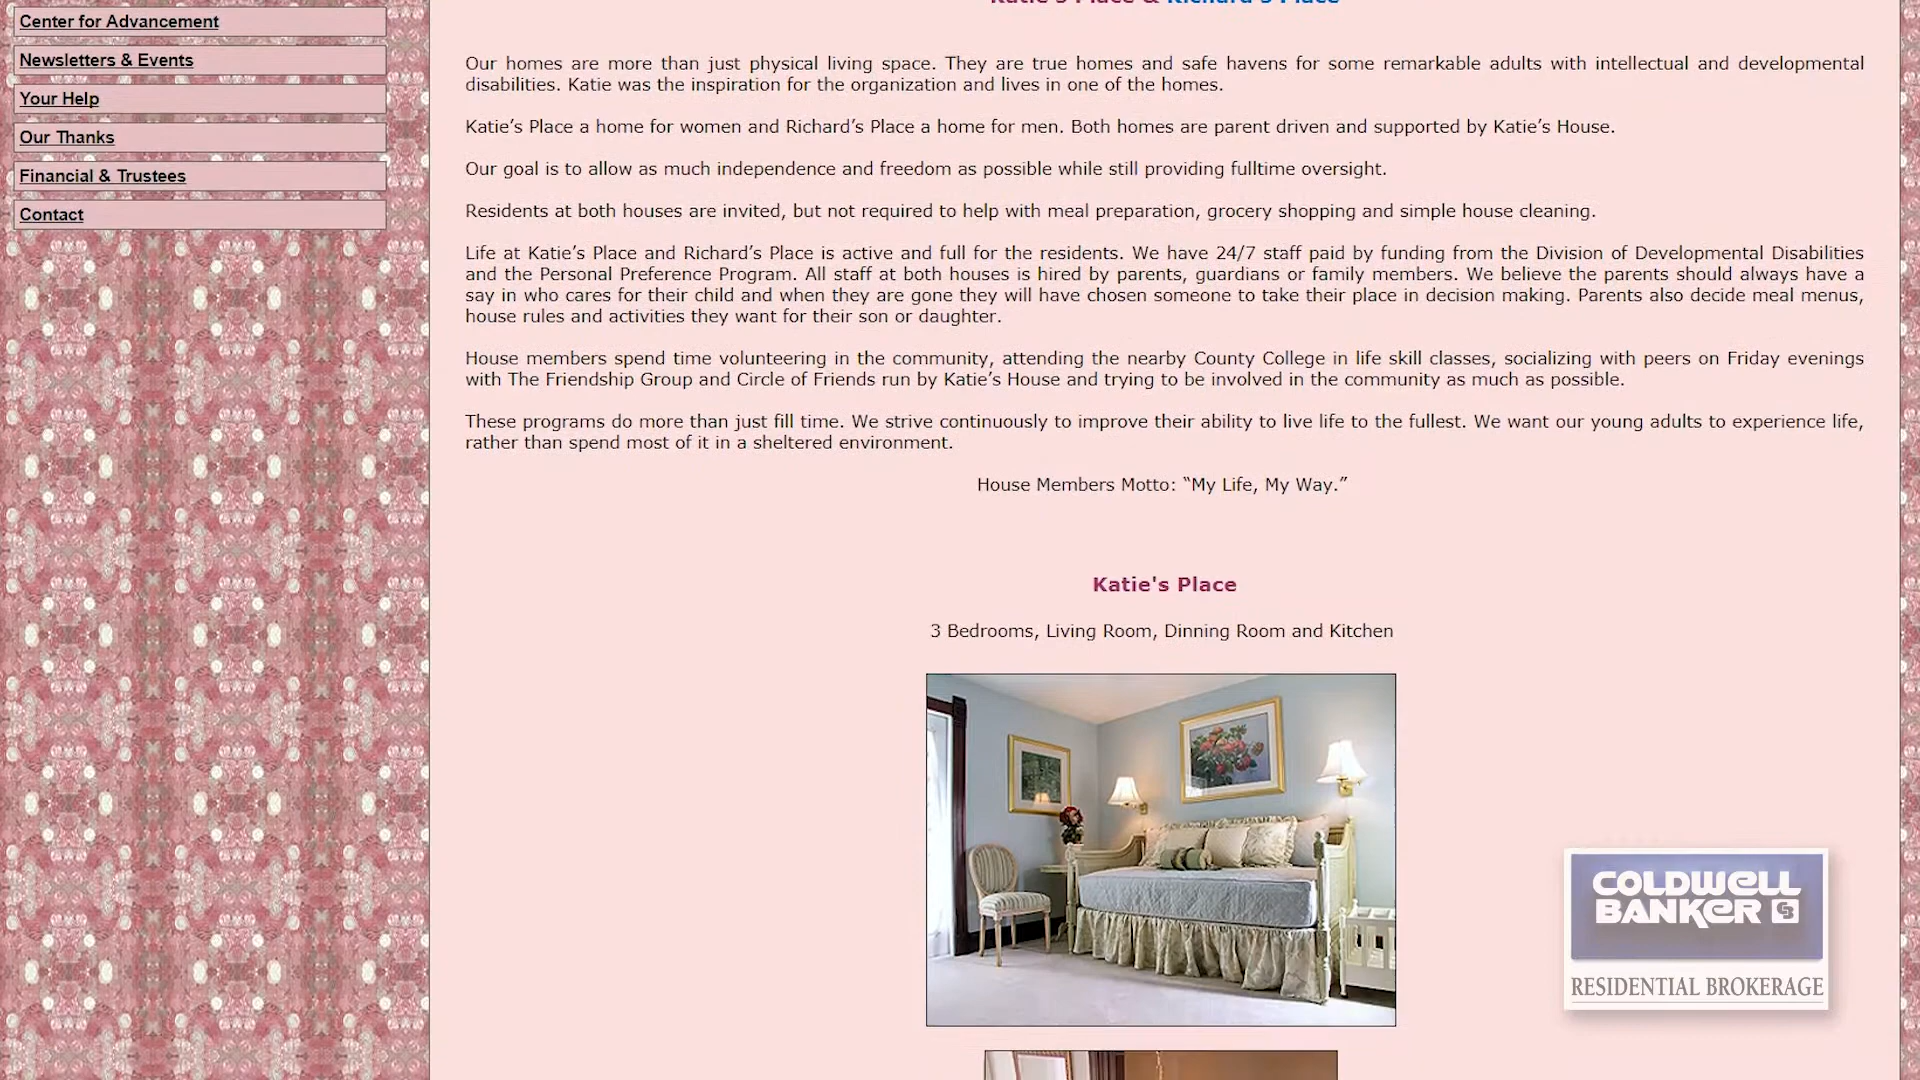 Center for Advancement
Newsletters & Events
Your Help
Our Thanks
Financial & Trustees
Contact
Katie's Place & Richard's Place
Our homes are more than just physical living space. They are true homes and safe havens for some remarkable adults with intellectual and developmental
disabilities. Katie was the inspiration for the organization and lives in one of the homes.
Katie’s Place a home for women and Richard’s Place a home for men. Both homes are parent driven and supported by Katie’s House.
Our goal is to allow as much independence and freedom as possible while still providing fulltime oversight.
Residents at both houses are invited, but not required to help with meal preparation, grocery shopping and simple house cleaning.
Life at Katie’s Place and Richard’s Place is active and full for the residents. We have 24/7 staff paid by funding from the Division of Developmental Disabilities
and the Personal Preference Program. All staff at both houses is hired by parents, guardians or family members. We believe the parents should always have a
say in who cares for their child and when they are gone they will have chosen someone to take their place in decision making. Parents also decide meal menus,
house rules and activities they want for their son or daughter.
House members spend time volunteering in the community, attending the nearby County College in life skill classes, socializing with peers on Friday evenings
with The Friendship Group and Circle of Friends run by Katie’s House and trying to be involved in the community as much as possible.
These programs do more than just fill time. We strive continuously to improve their ability to live life to the fullest. We want our young adults to experience life,
rather than spend most of it in a sheltered environment.
House Members Motto: “My Life, My Way.”
Katie's Place
3 Bedrooms, Living Room, Dinning Room and Kitchen
COLDWELL
BANKER CB
RESIDENTIAL BROKERAGE